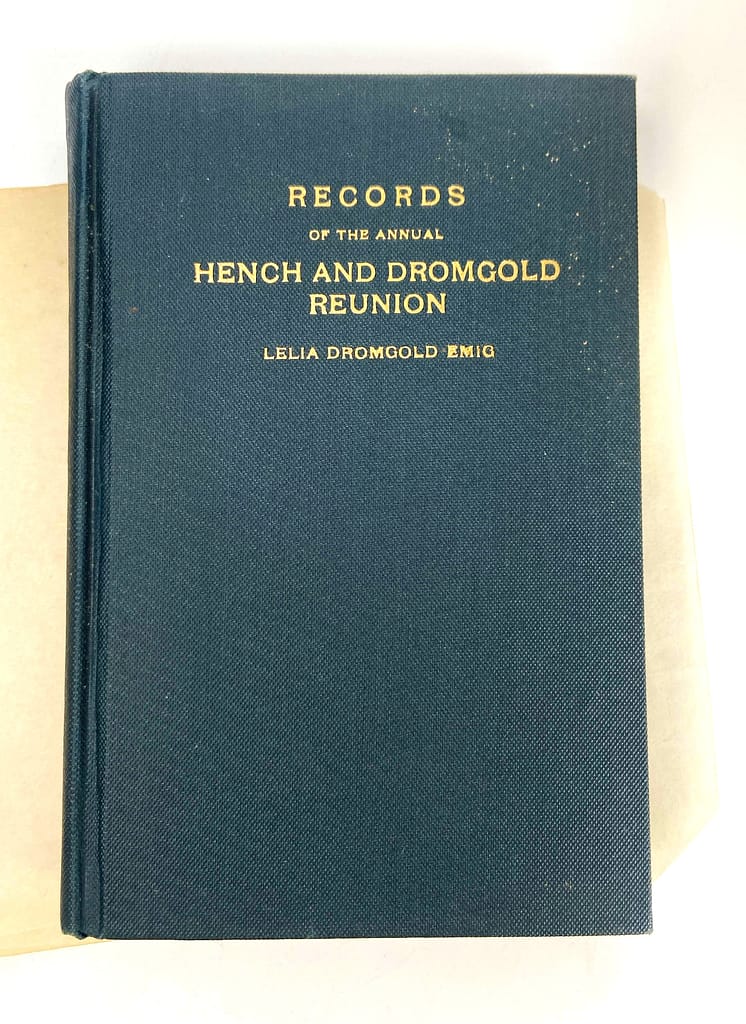 RECORDS
OF THE ANNUAL
HENCH AND DROMGOLD
REUNION
LELIA DROMGOLD EMIG